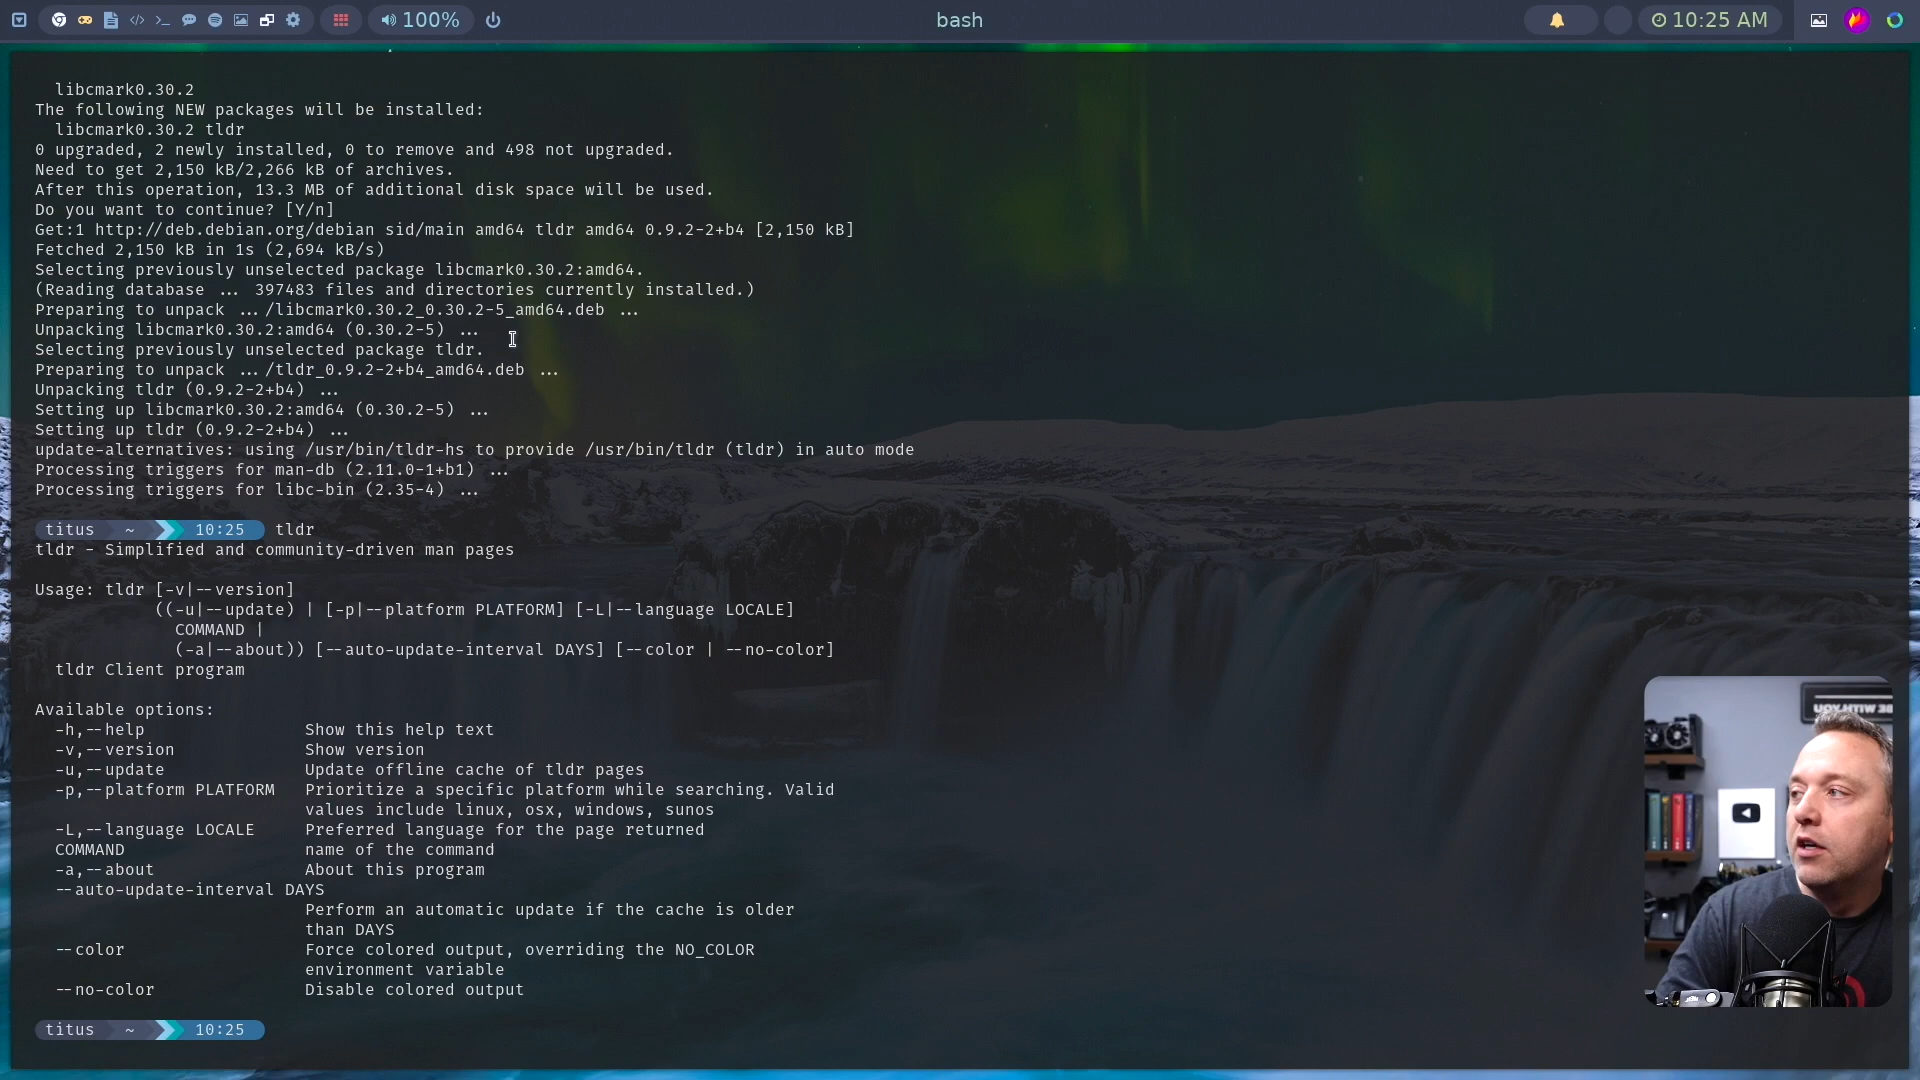 100%
bash
10:25 AM
libcmark0.30.2
The following NEW packages will be installed:
libcmark0.30.2 tldr
0 upgraded, 2 newly installed, 0 to remove and 498 not upgraded.
Need to get 2,150 kB/2,266 kB of archives.
After this operation, 13.3 MB of additional disk space will be used.
Do you want to continue? [Y/n]
Get:1 http://deb.debian.org/debian sid/main amd64 tldr amd64 0.9.2-2+b4 [2,150 kB]
Fetched 2,150 kB in 1s (2,694 kB/s)
Selecting previously unselected package libcmark0.30.2:amd64.
(Reading database ... 397483 files and directories currently installed.)
Preparing to unpack .../libcmark0.30.2_0.30.2-5_amd64.deb ...
Unpacking libcmark0.30.2:amd64 (0.30.2-5) ...
Selecting previously unselected package tldr.
Preparing to unpack .../tldr_0.9.2-2+b4_amd64.deb ...
Unpacking tldr (0.9.2-2+b4) ...
Setting up libcmark0.30.2:amd64 (0.30.2-5) ...
Setting up tldr (0.9.2-2+b4) ...
update-alternatives: using /usr/bin/tldr-hs to provide /usr/bin/tldr (tldr) in auto mode
Processing triggers for man-db (2.11.0-1+b1) ...
Processing triggers for libc-bin (2.35-4) ...
titus ~ 10:25 tldr
tldr - Simplified and community-driven man pages
Usage: tldr [-v|--version]
((-u|--update) | [-p|--platform PLATFORM] [-L|--language LOCALE]
COMMAND |
(-a|--about)) [--auto-update-interval DAYS] [--color | --no-color]
tldr Client program
Available options:
-h,--help Show this help text
-v,--version Show version
-u,--update Update offline cache of tldr pages
-p,--platform PLATFORM Prioritize a specific platform while searching. Valid
values include linux, osx, windows, sunos
-L,--language LOCALE Preferred language for the page returned
COMMAND name of the command
-a,--about About this program
--auto-update-interval DAYS
Perform an automatic update if the cache is older
than DAYS
--color Force colored output, overriding the NO_COLOR
environment variable
--no-color Disable colored output
titus ~ 10:25